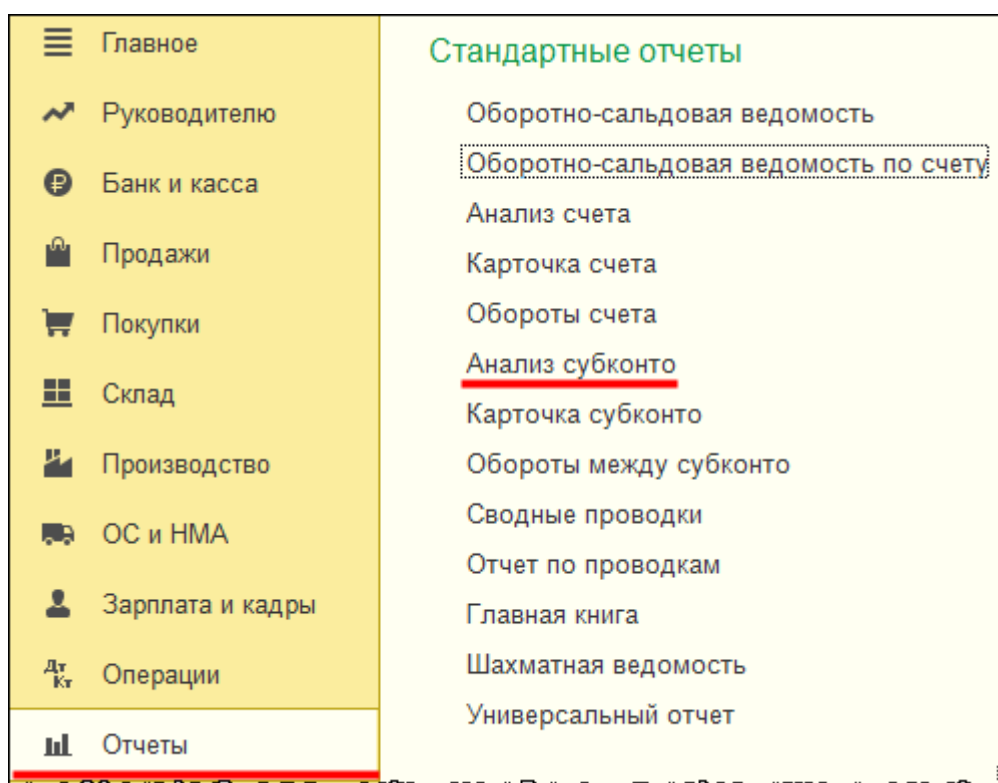 Главное
Руководителю
Банк и касса
Продажи
Покупки
Склад
Производство
ОС и НМА
Зарплата и кадры
Дт Кт Операции
Отчеты
Стандартные отчеты
Оборотно-сальдовая ведомость
Оборотно-сальдовая ведомость по счету
Анализ счета
Карточка счета
Обороты счета
Анализ субконто
Карточка субконто
Обороты между субконто
Сводные проводки
Отчет по проводкам
Главная книга
Шахматная ведомость
Универсальный отчет